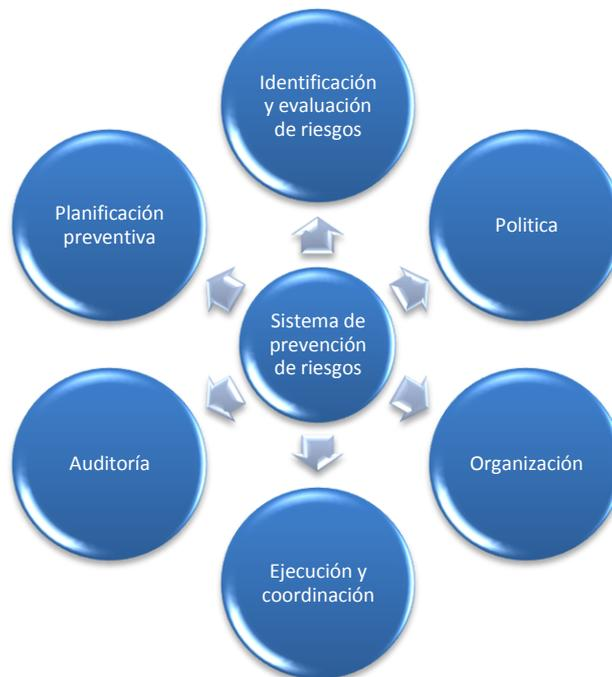 Identificación
y evaluación
de riesgos
Planificación
preventiva
Politica
Sistema de
prevención
de riesgos
Auditoría
Organización
Ejecución y
coordinación